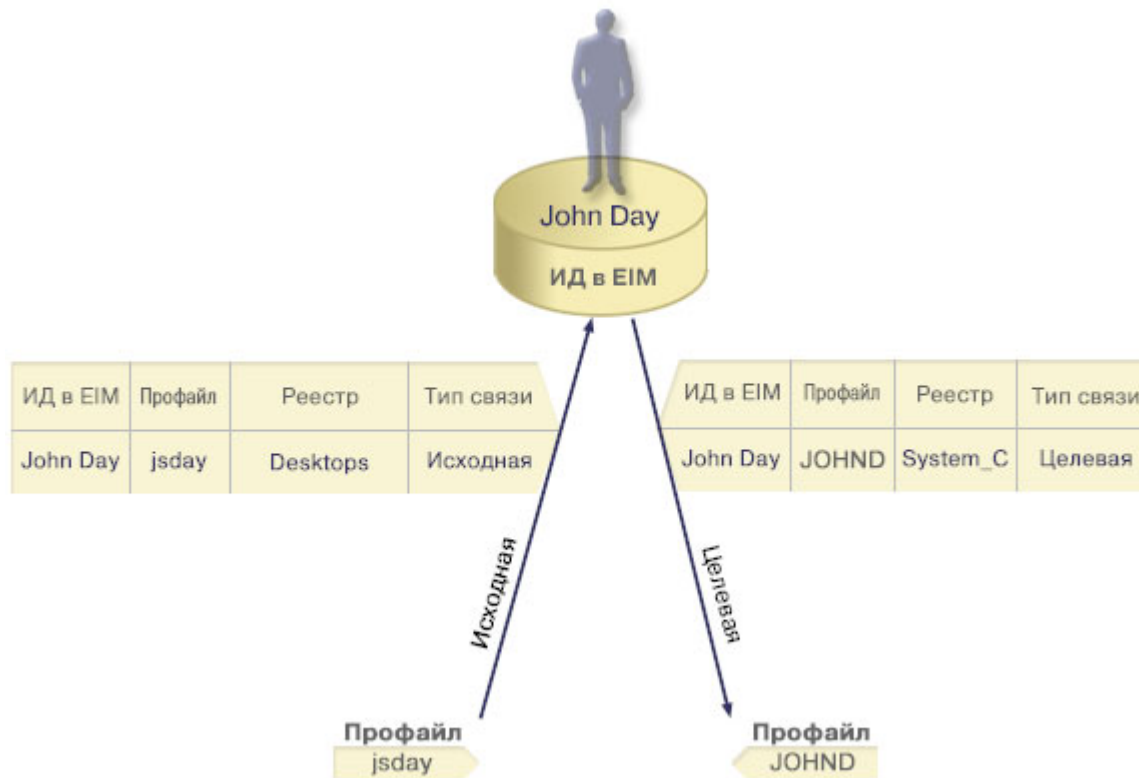 John Day
ИД в EIM
ИД в EIM Профайл Реестр Тип связи
John Day jsday Desktops Исходная
ИД в EIM Профайл Реестр Тип связи
John Day JOHND System_C Целевая
Исходная
Целевая
Профайл
jsday
Профайл
JOHND